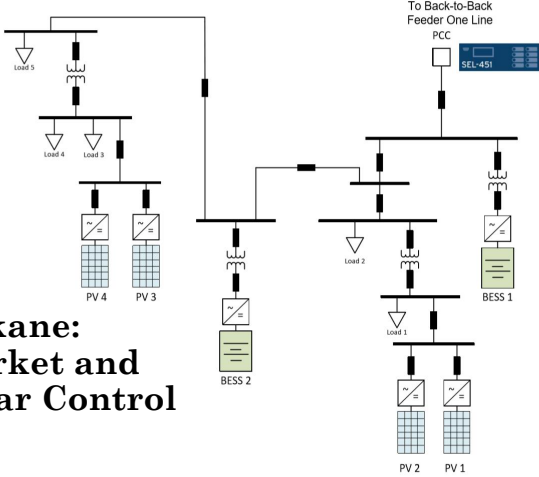 To Back-to-Back
Feeder One Line
PCC
SEL-451
Load 5
Load 4
Load 3
Load 2
PV 4
PV 3
BESS 1
Load 1
BESS 2
kane:
rket and
ar Control
PV 2
PV 1